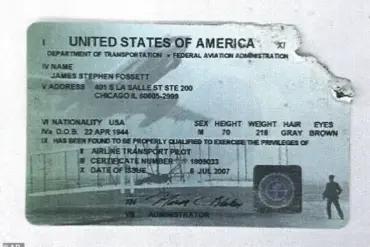 I UNITED STATES OF AMERICA XI
DEPARTMENT OF TRANSPORTATION • FEDERAL AVIATION ADMINISTRATION
IV NAME
JAMES STEPHEN FOSSETT
V ADDRESS 401 S LA SALLE ST STE 200
CHICAGO IL 60605-2999
VI NATIONALITY USA SEX HEIGHT WEIGHT HAIR EYES
IVa D.O.B. 22 APR 1944 M 70 218 GRAY BROWN
IX HAS BEEN FOUND TO BE PROPERLY QUALIFIED TO EXERCISE THE PRIVILEGES OF
II AIRLINE TRANSPORT PILOT
III CERTIFICATE NUMBER 1909033
X DATE OF ISSUE 6 JUL 2007
XIV
VIII ADMINISTRATOR